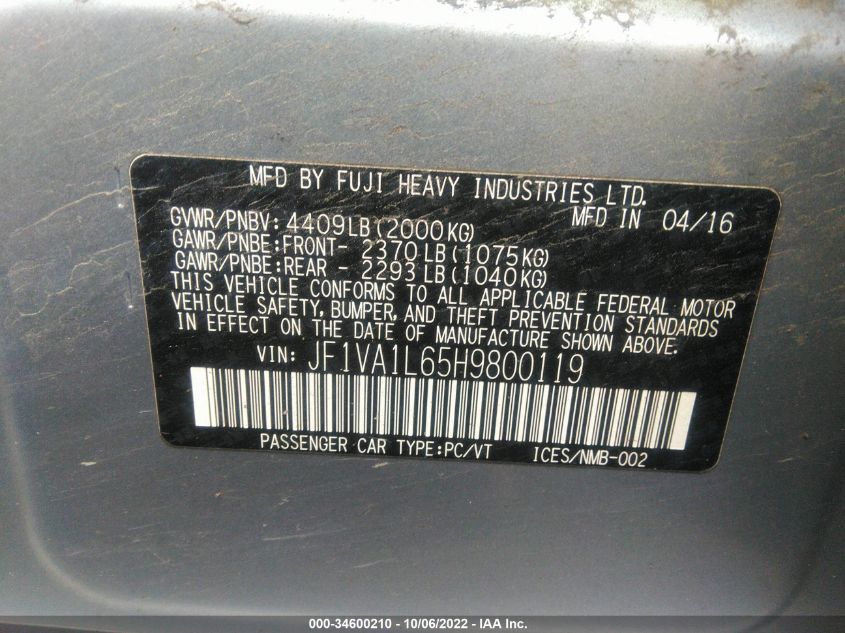 MFD BY FUJI HEAVY INDUSTRIES LTD.
MFD IN 04/16
GVWR/PNBV: 4409LB(2000KG)
GAWR/PNBE:FRONT- 2370LB(1075KG)
GAWR/PNBE:REAR - 2293LB(1040KG)
THIS VEHICLE CONFORMS TO ALL APPLICABLE FEDERAL MOTOR
VEHICLE SAFETY, BUMPER, AND THEFT PREVENTION STANDARDS
IN EFFECT ON THE DATE OF MANUFACTURE SHOWN ABOVE.
VIN: JF1VA1L65H9800119
PASSENGER CAR TYPE:PC/VT ICES/NMB-002
000-34600210 - 10/06/2022 - IAA Inc.